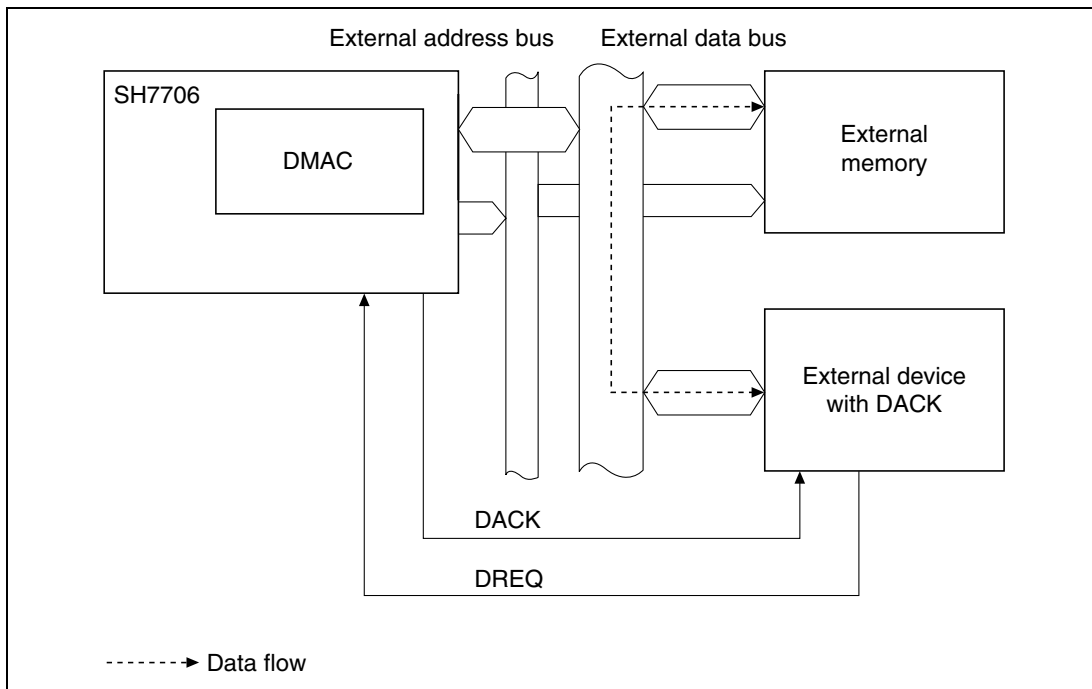 External address bus
External data bus
SH7706
DMAC
External
memory
External device
with DACK
DACK
DREQ
Data flow